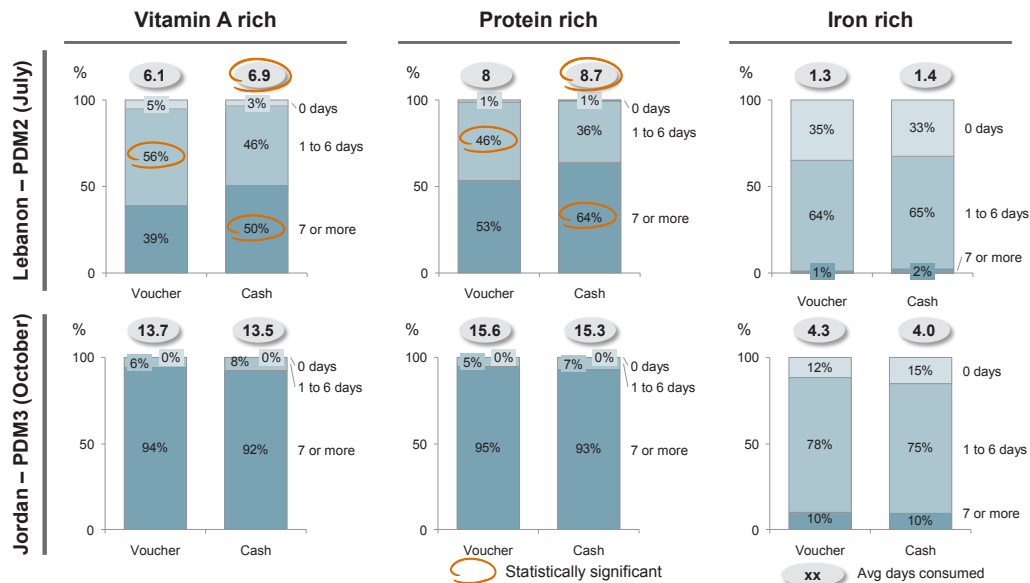 Vitamin A rich
Protein rich
Iron rich
Lebanon – PDM2 (July)
%
6.1
6.9
100
50
0
5%
3%
56%
46%
39%
50%
0 days
1 to 6 days
7 or more
Voucher
Cash
%
8
8.7
100
50
0
1%
1%
46%
36%
53%
64%
0 days
1 to 6 days
7 or more
Voucher
Cash
%
1.3
1.4
100
50
0
35%
33%
64%
65%
1%
2%
0 days
1 to 6 days
7 or more
Voucher
Cash
Jordan – PDM3 (October)
%
13.7
13.5
100
50
0
6%
0%
8%
0%
94%
92%
0 days
1 to 6 days
7 or more
Voucher
Cash
%
15.6
15.3
100
50
0
5%
0%
7%
0%
95%
93%
0 days
1 to 6 days
7 or more
Voucher
Cash
%
4.3
4.0
100
50
0
12%
15%
78%
75%
10%
10%
0 days
1 to 6 days
7 or more
Voucher
Cash
Statistically significant
xx
Avg days consumed